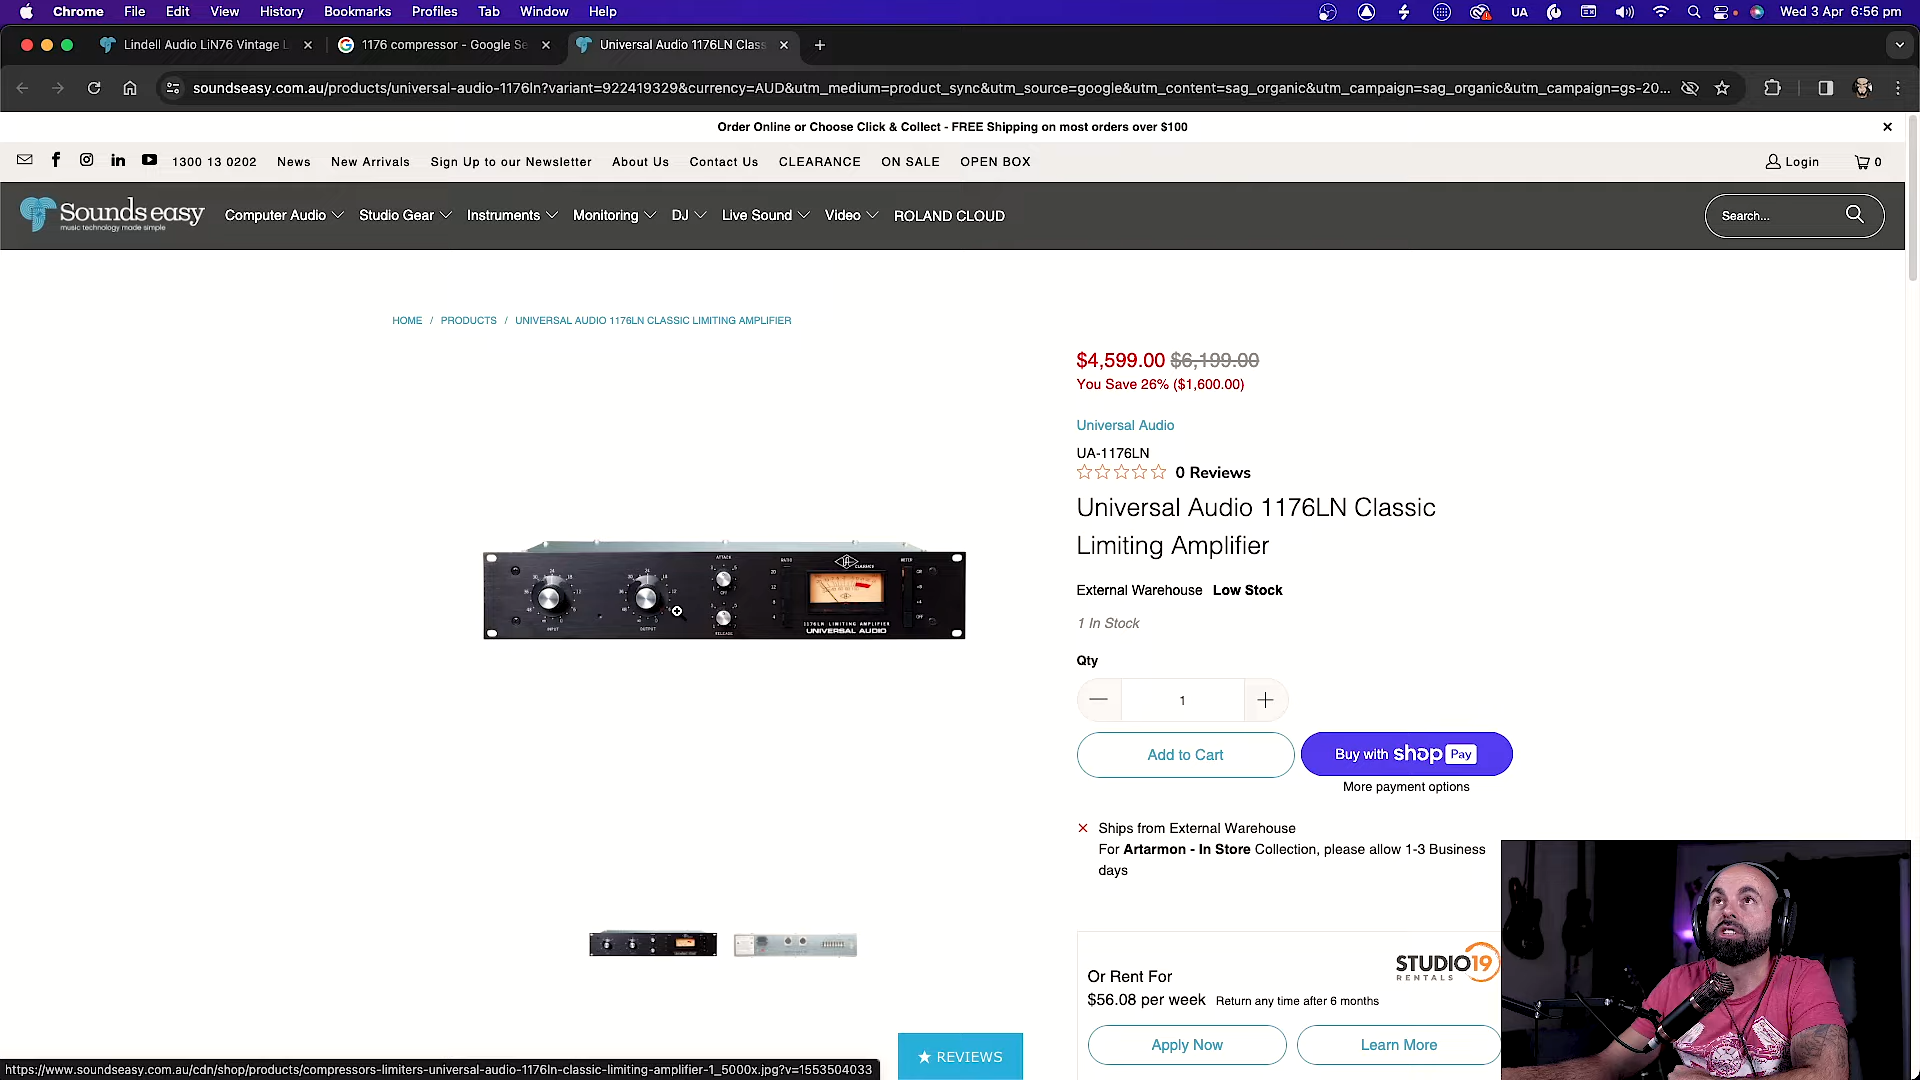 Chrome File Edit View History Bookmarks Profiles Tab Window Help
UA
Wed 3 Apr 6:56 pm
Lindell Audio LiN76 Vintage L
1176 compressor - Google Se
Universal Audio 1176LN Class
soundseasy.com.au/products/universal-audio-1176ln?variant=922419329&currency=AUD&utm_medium=product_sync&utm_source=google&utm_content=sag_organic&utm_campaign=sag_organic&utm_campaign=gs-20...
Order Online or Choose Click & Collect - FREE Shipping on most orders over $100
1300 13 0202 News New Arrivals Sign Up to our Newsletter About Us Contact Us CLEARANCE ON SALE OPEN BOX
Login 0
Sounds easy
music technology made simple
Computer Audio Studio Gear Instruments Monitoring DJ Live Sound Video ROLAND CLOUD
Search...
HOME / PRODUCTS / UNIVERSAL AUDIO 1176LN CLASSIC LIMITING AMPLIFIER
$4,599.00 $6,199.00
You Save 26% ($1,600.00)
Universal Audio
UA-1176LN
0 Reviews
Universal Audio 1176LN Classic
Limiting Amplifier
External Warehouse Low Stock
1 In Stock
Qty
1
Add to Cart
Buy with shop Pay
More payment options
ATTACK
RATIO
METER
INPUT
OUTPUT
RELEASE
1176LN LIMITING AMPLIFIER
UNIVERSAL AUDIO
Ships from External Warehouse
For Artarmon - In Store Collection, please allow 1-3 Business
days
Or Rent For
STUDIO19
RENTALS
$56.08 per week Return any time after 6 months
Apply Now
Learn More
★ REVIEWS
https://www.soundseasy.com.au/cdn/shop/products/compressors-limiters-universal-audio-1176ln-classic-limiting-amplifier-1_5000x.jpg?v=1553504033